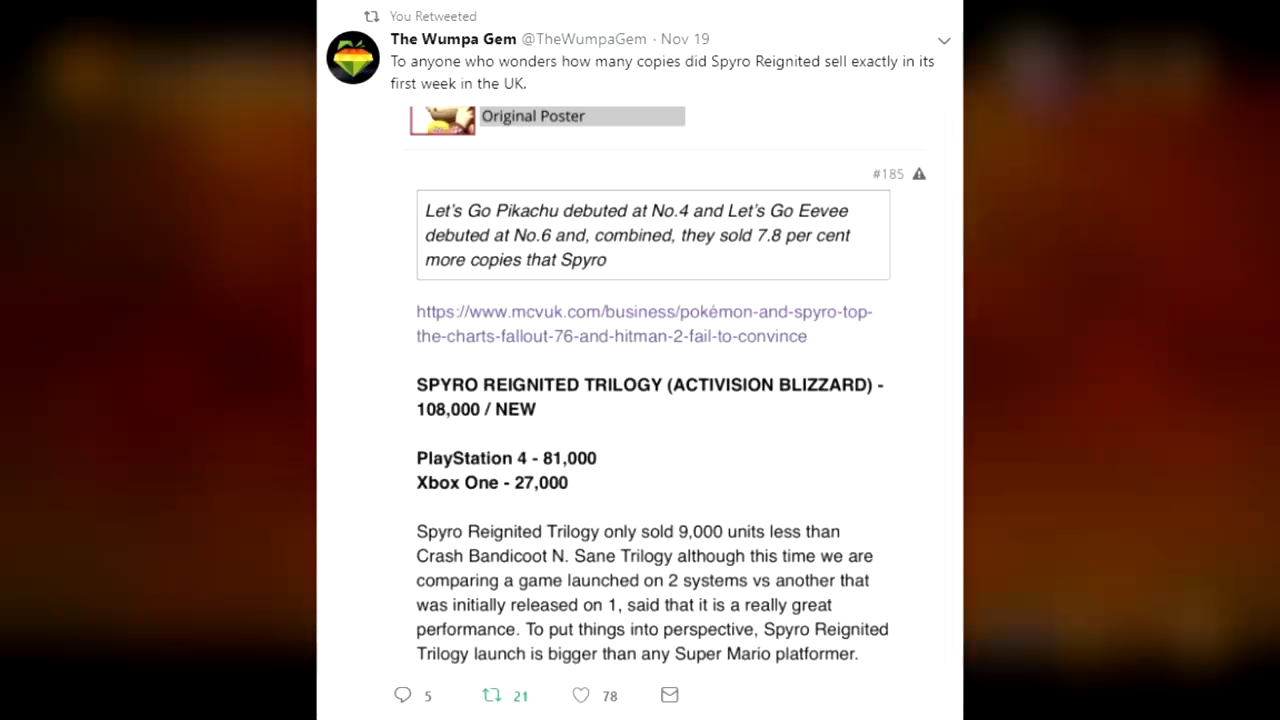 You Retweeted
The Wumpa Gem @TheWumpaGem · Nov 19
To anyone who wonders how many copies did Spyro Reignited sell exactly in its
first week in the UK.
Original Poster
#185
Let's Go Pikachu debuted at No.4 and Let's Go Eevee
debuted at No.6 and, combined, they sold 7.8 per cent
more copies that Spyro
https://www.mcvuk.com/business/pokémon-and-spyro-top-
the-charts-fallout-76-and-hitman-2-fail-to-convince
SPYRO REIGNITED TRILOGY (ACTIVISION BLIZZARD) -
108,000 / NEW
PlayStation 4 - 81,000
Xbox One - 27,000
Spyro Reignited Trilogy only sold 9,000 units less than
Crash Bandicoot N. Sane Trilogy although this time we are
comparing a game launched on 2 systems vs another that
was initially released on 1, said that it is a really great
performance. To put things into perspective, Spyro Reignited
Trilogy launch is bigger than any Super Mario platformer.
5 21 78